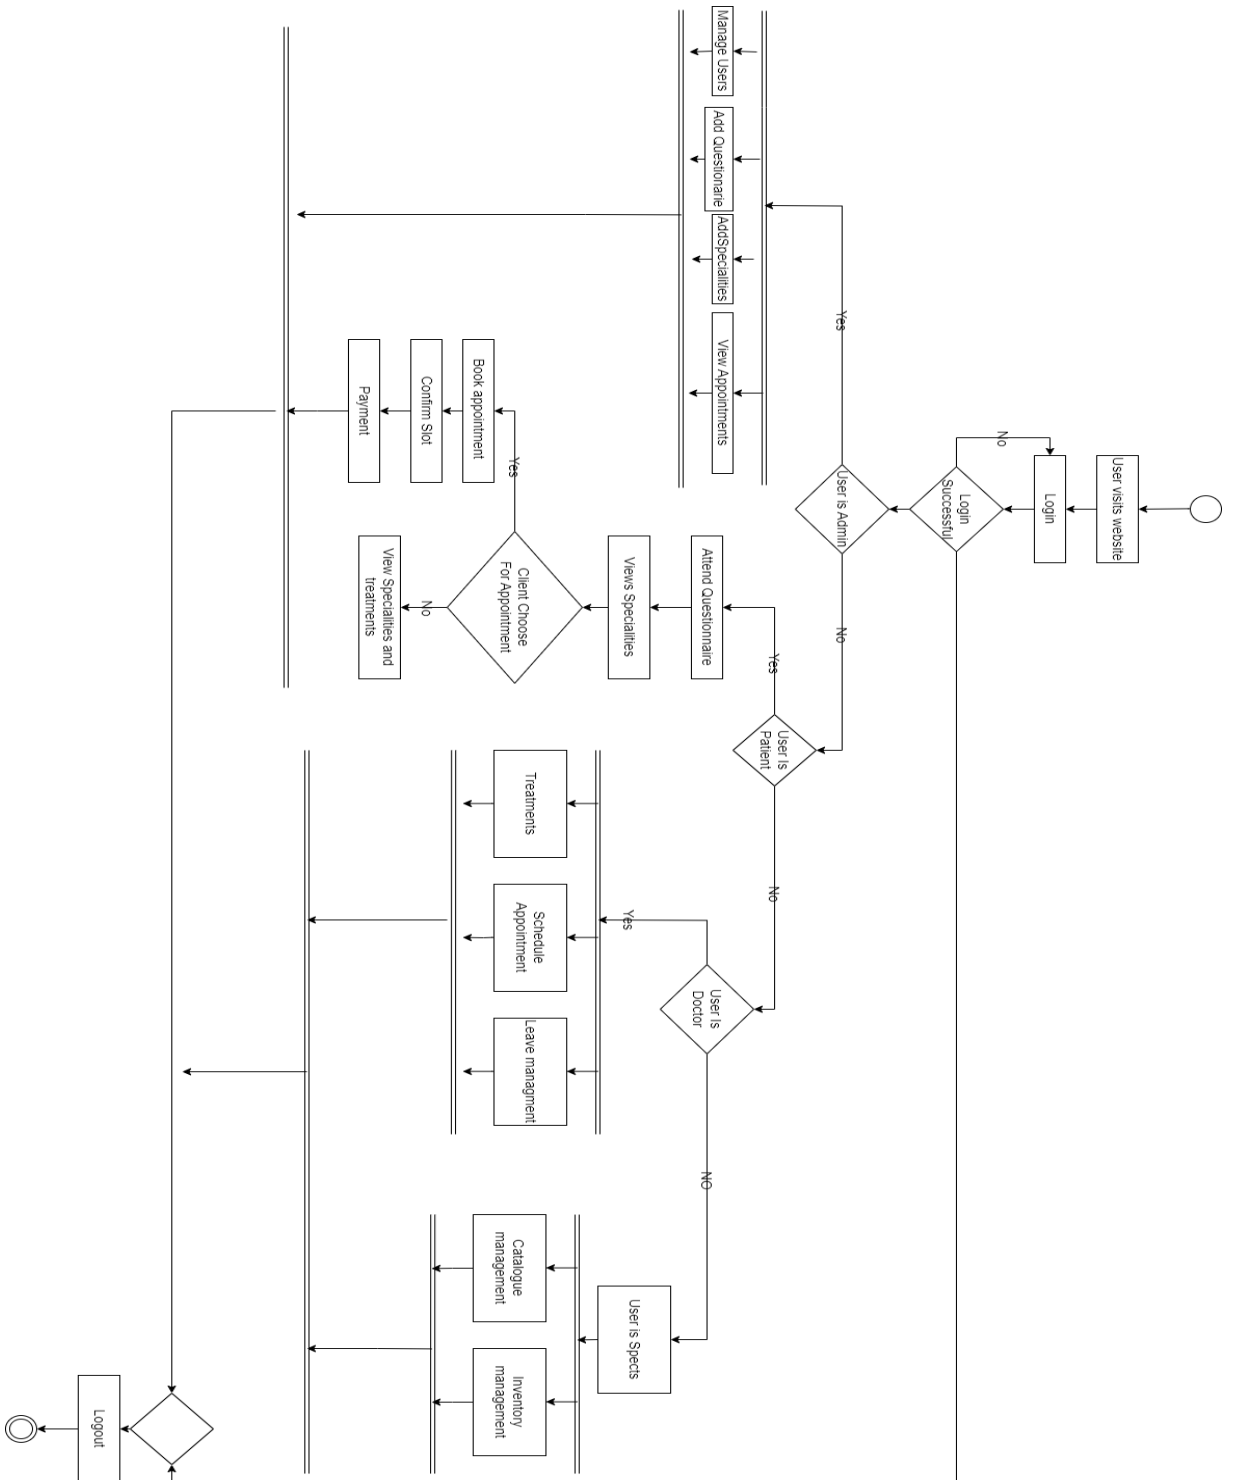 User visits website
Login
No
Login
Successful
User is Admin
Yes
No
Manage Users
Add Questionarie
AddSpecialities
View Appointments
User Is
Patient
Yes
No
Attend Questionnaire
Views Specialities
Client Choose
For Appointment
Yes
No
Book appointment
Confirm Slot
Payment
View Specialities and
treatments
User Is
Doctor
Yes
NO
Treatments
Schedule
Appointment
Leave managment
User is Spects
Catalogue
management
Inventory
management
Logout